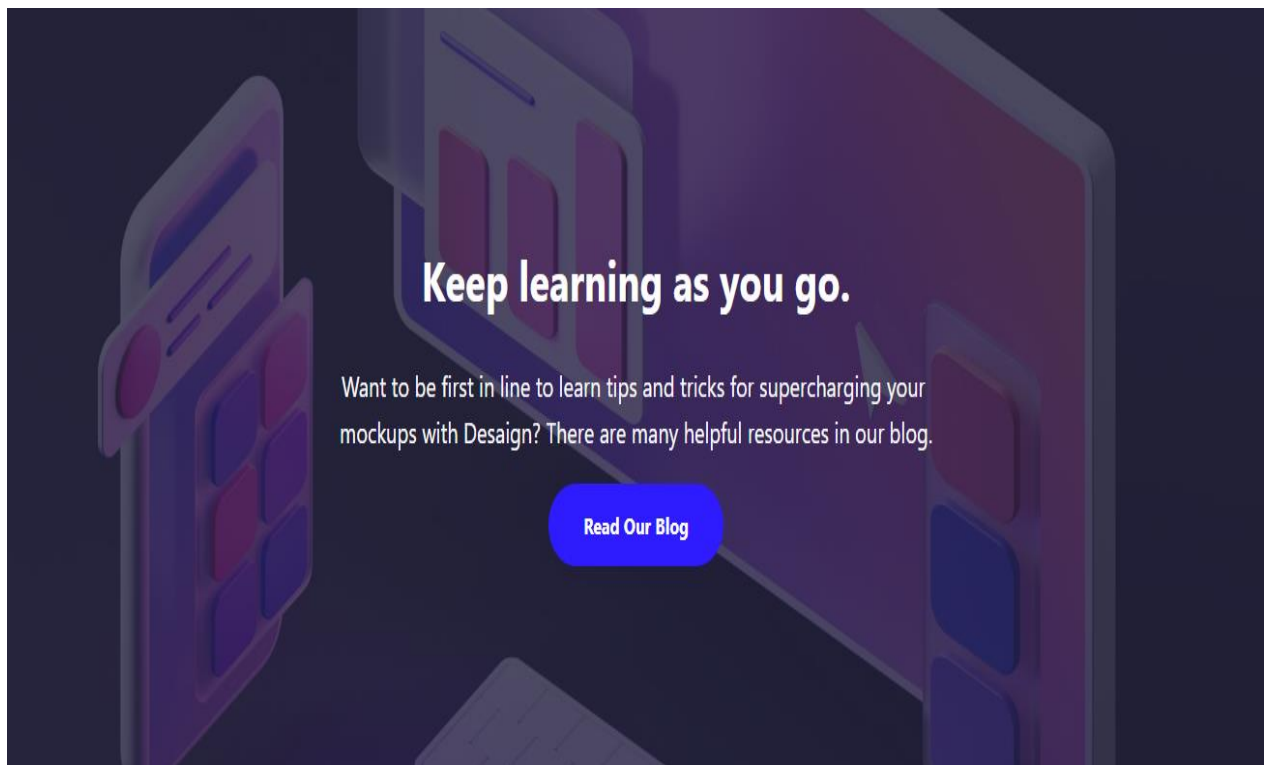 Keep learning as you go.
Want to be first in line to learn tips and tricks for supercharging your
mockups with Desaign? There are many helpful resources in our blog.
Read Our Blog